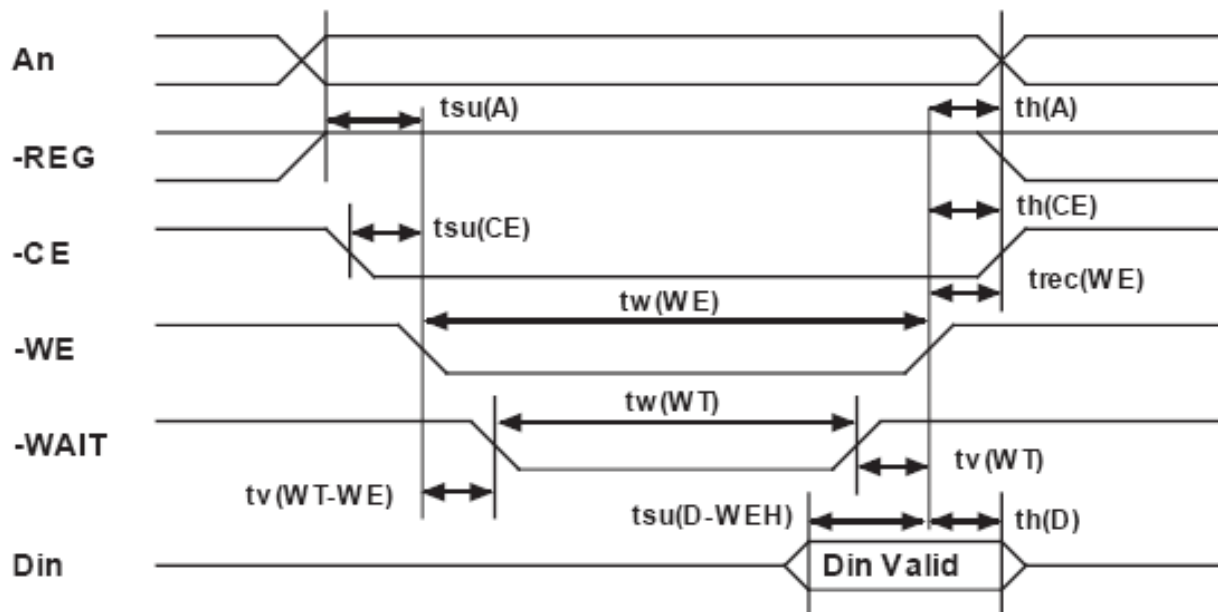 An
tsu(A)
th(A)
-REG
tsu(CE)
th(CE)
-CE
trec(WE)
tw(WE)
-WE
tw(WT)
-WAIT
tv(WT)
tv(WT-WE)
tsu(D-WEH)
th(D)
Din
Din Valid